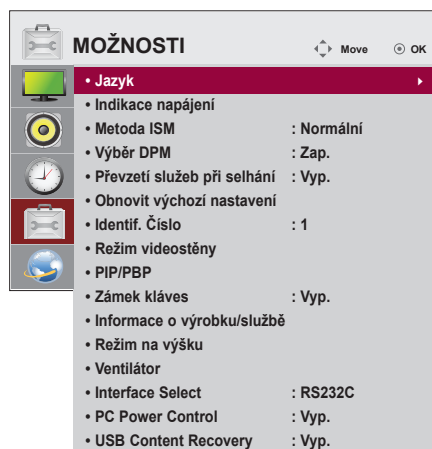 MOŽNOSTI Move OK
• Jazyk
• Indikace napájení
• Metoda ISM : Normální
• Výběr DPM : Zap.
• Převzetí služeb při selhání : Vyp.
• Obnovit výchozí nastavení
• Identif. Číslo : 1
• Režim videostěny
• PIP/PBP
• Zámek kláves : Vyp.
• Informace o výrobku/službě
• Režim na výšku
• Ventilátor
• Interface Select : RS232C
• PC Power Control : Vyp.
• USB Content Recovery : Vyp.